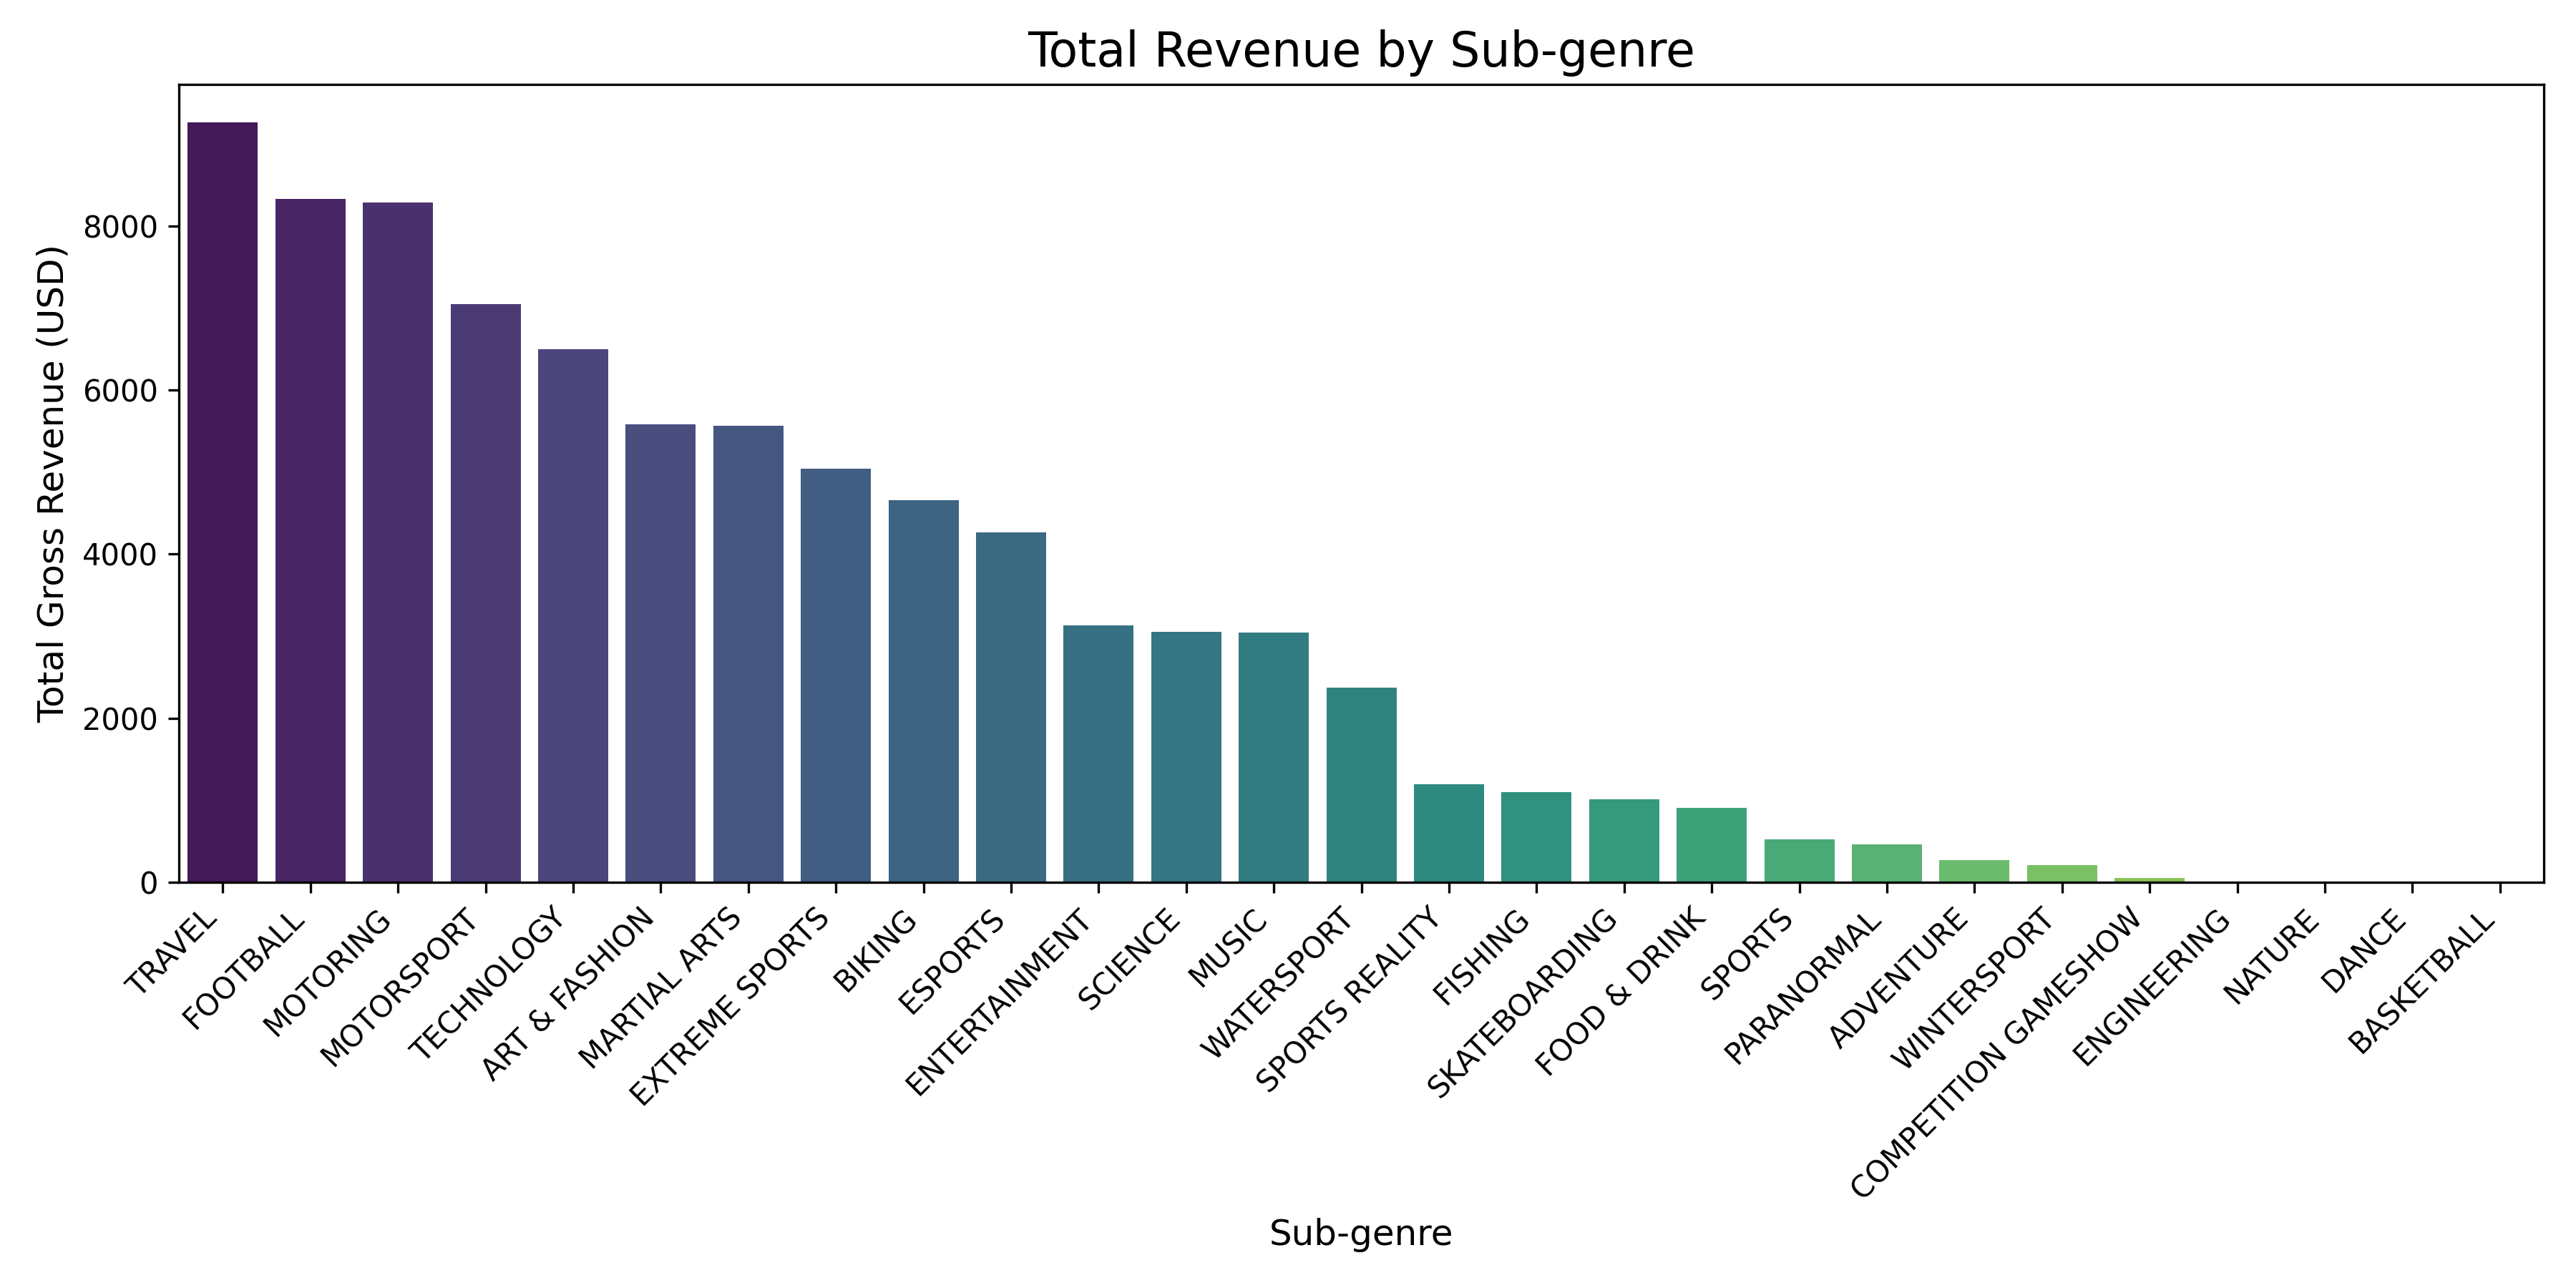 Total Revenue by Sub-genre
Total Gross Revenue (USD)
8000
6000
4000
2000
0
TRAVEL
FOOTBALL
MOTORING
MOTORSPORT
TECHNOLOGY
ART & FASHION
MARTIAL ARTS
EXTREME SPORTS
BIKING
ESPORTS
ENTERTAINMENT
SCIENCE
MUSIC
WATERSPORT
SPORTS REALITY
FISHING
SKATEBOARDING
FOOD & DRINK
SPORTS
PARANORMAL
ADVENTURE
WINTERSPORT
COMPETITION GAMESHOW
ENGINEERING
NATURE
DANCE
BASKETBALL
Sub-genre